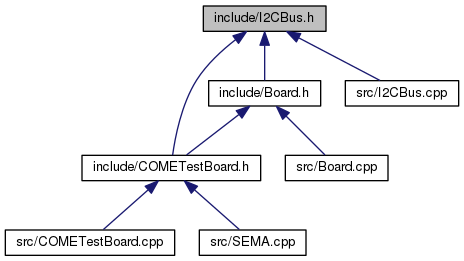 include/I2CBus.h
include/Board.h
src/I2CBus.cpp
include/COMETestBoard.h
src/Board.cpp
src/COMETestBoard.cpp
src/SEMA.cpp